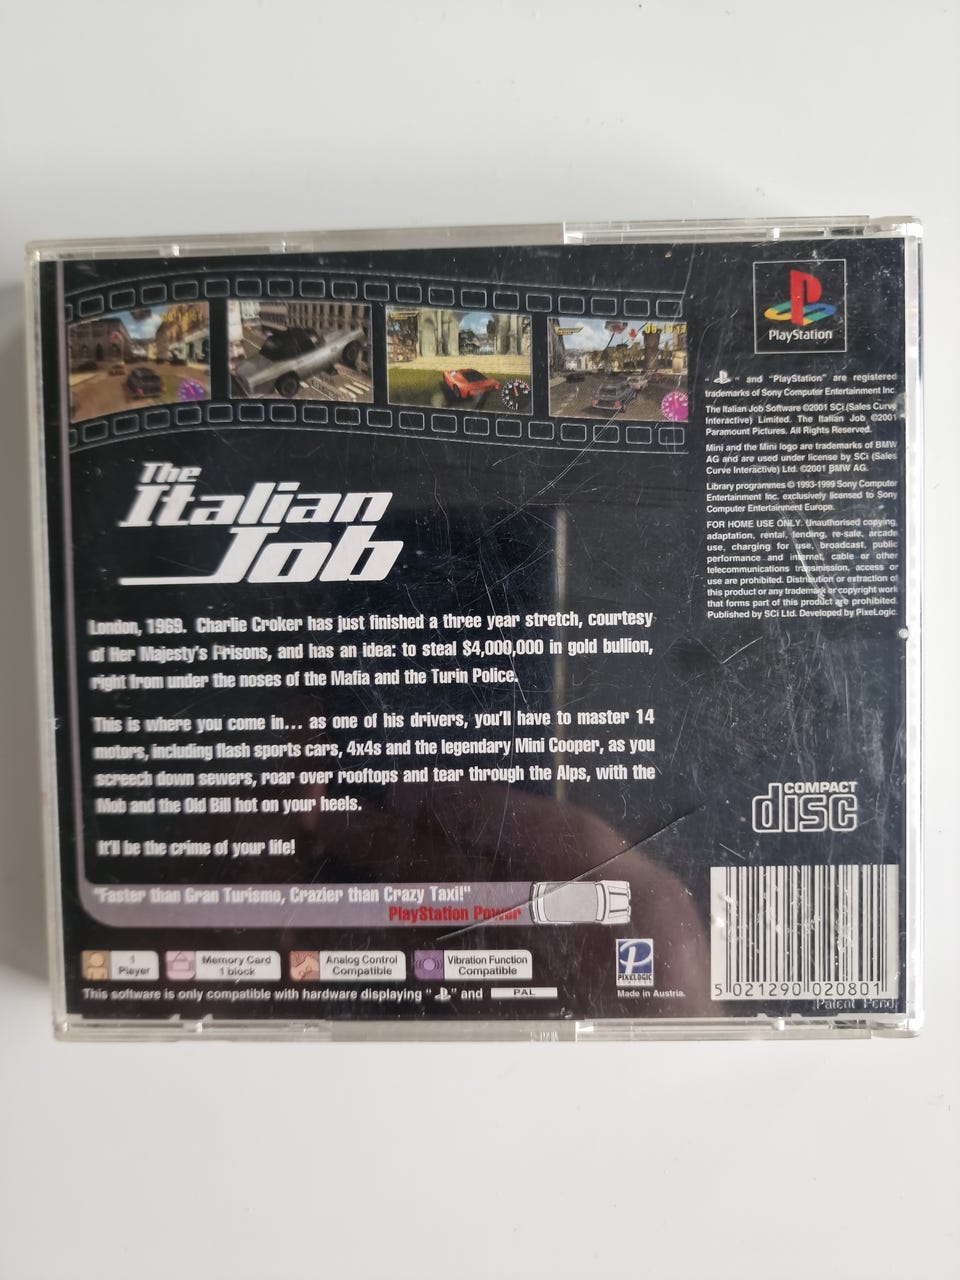 PlayStation
" " and "PlayStation" are registered
trademarks of Sony Computer Entertainment Inc.
The Italian Job Software ©2001 SCi (Sales Curve
Interactive) Limited. The Italian Job ©2001
Paramount Pictures. All Rights Reserved.
Mini and the Mini logo are trademarks of BMW
AG and are used under license by SCi (Sales
Curve Interactive) Ltd. ©2001 BMW AG.
Library programmes © 1993-1999 Sony Computer
Entertainment Inc. exclusively licensed to Sony
Computer Entertainment Europe.
FOR HOME USE ONLY. Unauthorised copying,
adaptation, rental, lending, re-sale, arcade
use, charging for use, broadcast, public
performance and internet, cable or other
telecommunications transmission, access or
use are prohibited. Distribution or extraction of
this product or any trademark or copyright work
that forms part of this product are prohibited.
Published by SCi Ltd. Developed by PixeLogic.
The
Italian
Job
London, 1969. Charlie Croker has just finished a three year stretch, courtesy
of Her Majesty's Prisons, and has an idea: to steal $4,000,000 in gold bullion,
right from under the noses of the Mafia and the Turin Police.
This is where you come in... as one of his drivers, you'll have to master 14
motors, including flash sports cars, 4x4s and the legendary Mini Cooper, as you
screech down sewers, roar over rooftops and tear through the Alps, with the
Mob and the Old Bill hot on your heels.
It'll be the crime of your life!
COMPACT
disc
"Faster than Gran Turismo, Crazier than Crazy Taxi!"
PlayStation Power
1
Player
Memory Card
1 block
Analog Control
Compatible
Vibration Function
Compatible
PIXELOGIC
This software is only compatible with hardware displaying " " and PAL
Made in Austria.
5 021290 020801
Patent Pend